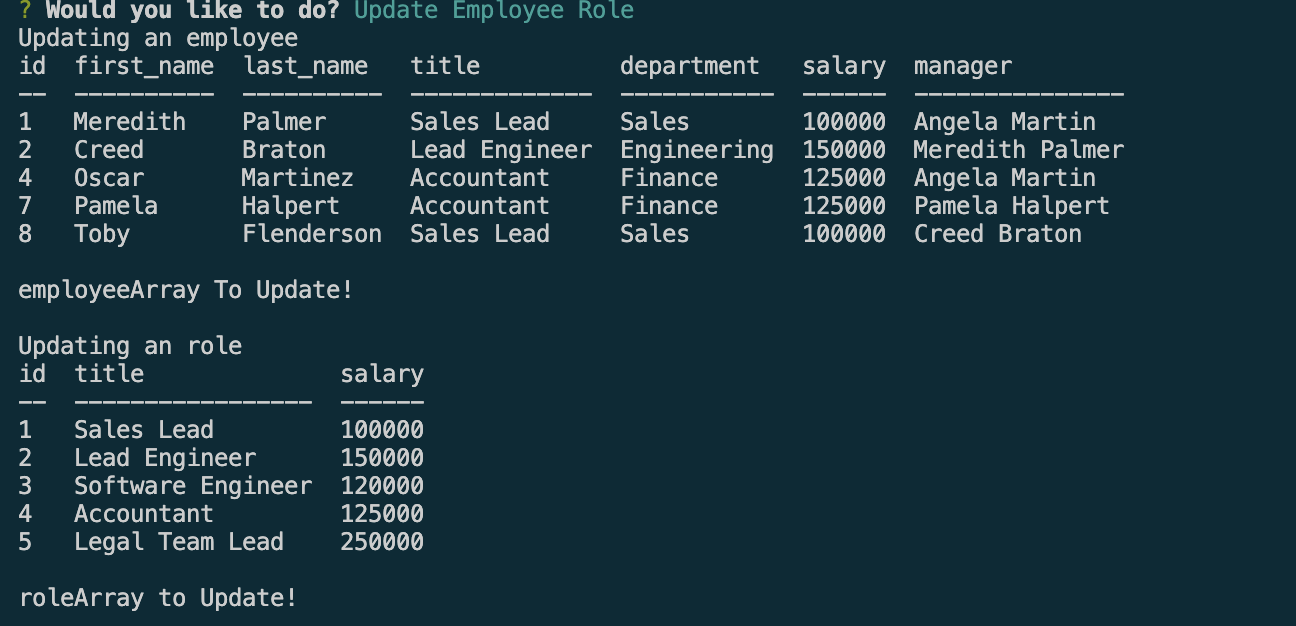 ? Would you like to do? Update Employee Role
Updating an employee
id  first_name  last_name   title          department   salary  manager
--  ----------  ----------  -------------  -----------  ------  ---------------
1   Meredith    Palmer      Sales Lead     Sales        100000  Angela Martin
2   Creed       Braton      Lead Engineer  Engineering  150000  Meredith Palmer
4   Oscar       Martinez    Accountant     Finance      125000  Angela Martin
7   Pamela      Halpert     Accountant     Finance      125000  Pamela Halpert
8   Toby        Flenderson  Sales Lead     Sales        100000  Creed Braton
employeeArray To Update!
Updating an role
id  title              salary
--  -----------------  ------
1   Sales Lead         100000
2   Lead Engineer      150000
3   Software Engineer  120000
4   Accountant         125000
5   Legal Team Lead    250000
roleArray to Update!